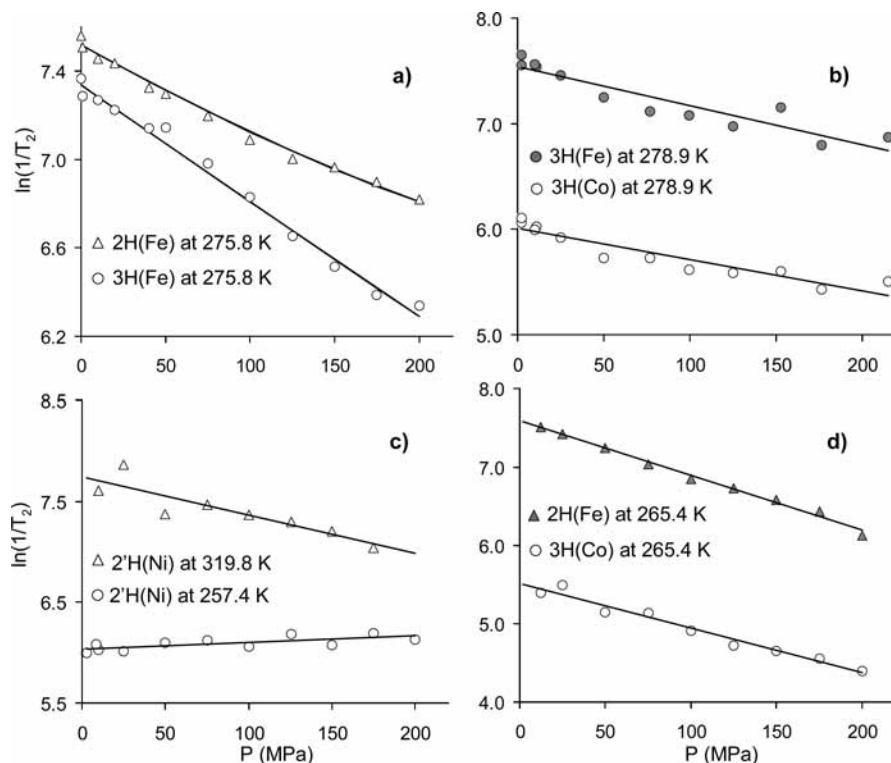 a)
ln(1/T2)
7.4
7.0
6.6
6.2
△ 2H(Fe) at 275.8 K
○ 3H(Fe) at 275.8 K
0 50 100 150 200
b)
8.0
7.0
6.0
5.0
● 3H(Fe) at 278.9 K
○ 3H(Co) at 278.9 K
0 50 100 150 200
c)
ln(1/T2)
8.5
7.5
6.5
5.5
△ 2'H(Ni) at 319.8 K
○ 2'H(Ni) at 257.4 K
0 50 100 150 200
P (MPa)
d)
8.0
7.0
6.0
5.0
4.0
▲ 2H(Fe) at 265.4 K
○ 3H(Co) at 265.4 K
0 50 100 150 200
P (MPa)